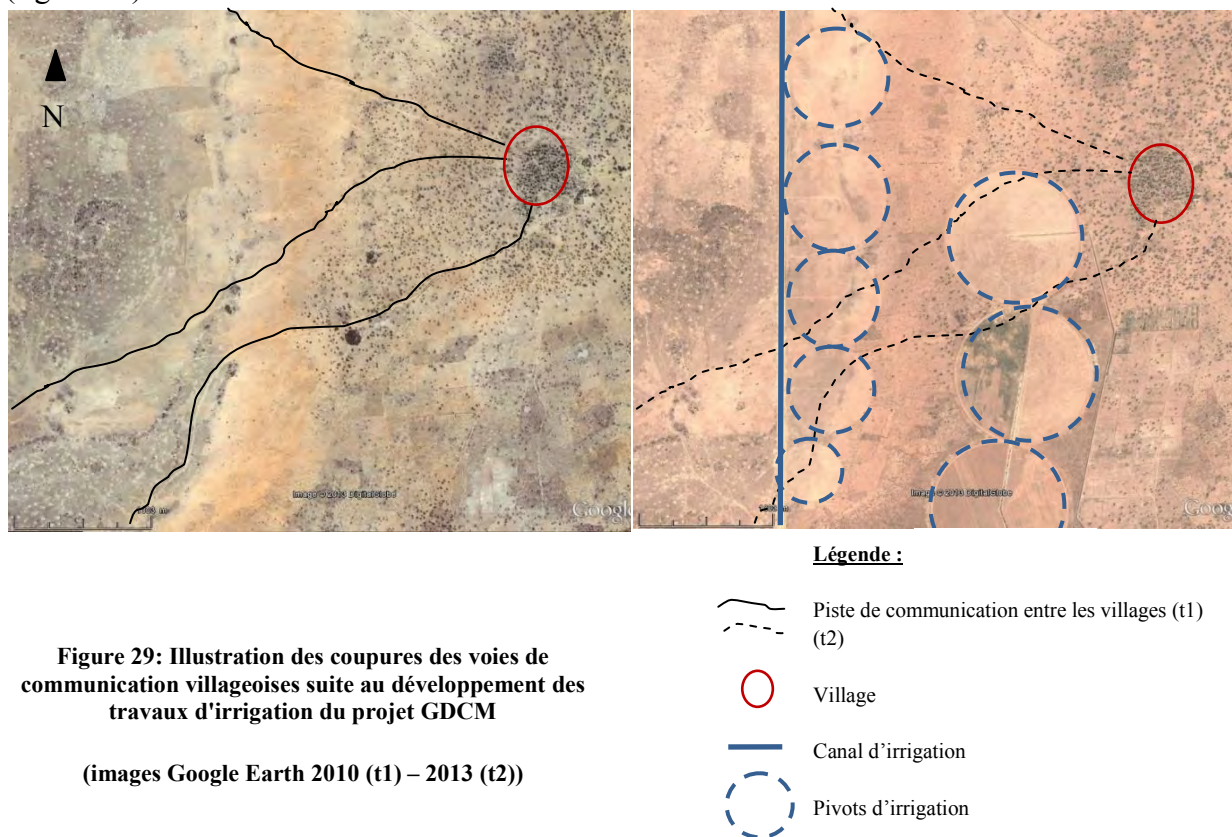 N
Image © 2013 DigitalGlobe
Google
Image © 2013 DigitalGlobe
Google
Légende :
Piste de communication entre les villages (t1)
(t2)
Figure 29: Illustration des coupures des voies de
communication villageoises suite au développement des
travaux d'irrigation du projet GDCM
(images Google Earth 2010 (t1) – 2013 (t2))
Village
Canal d'irrigation
Pivots d'irrigation